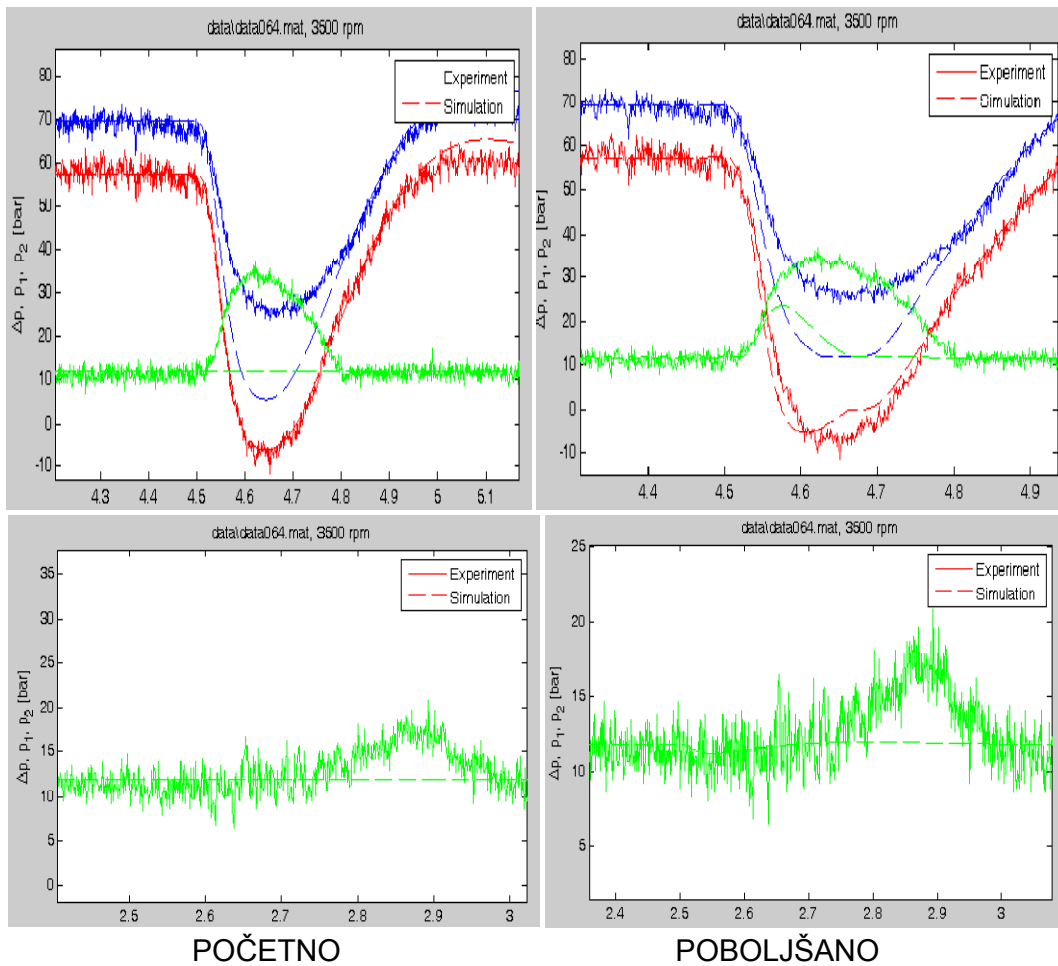 data\data064.mat, 3500 rpm
Experiment
Simulation
Δp, p₁, p₂ [bar]
80
70
60
50
40
30
20
10
0
-10
4.3 4.4 4.5 4.6 4.7 4.8 4.9 5 5.1
data\data064.mat, 3500 rpm
Experiment
Simulation
Δp, p₁, p₂ [bar]
80
70
60
50
40
30
20
10
0
-10
4.4 4.5 4.6 4.7 4.8 4.9
data\data064.mat, 3500 rpm
Experiment
Simulation
Δp, p₁, p₂ [bar]
35
30
25
20
15
10
5
0
2.5 2.6 2.7 2.8 2.9 3
data\data064.mat, 3500 rpm
Experiment
Simulation
Δp, p₁, p₂ [bar]
25
20
15
10
5
2.4 2.5 2.6 2.7 2.8 2.9 3
POČETNO
POBOLJŠANO